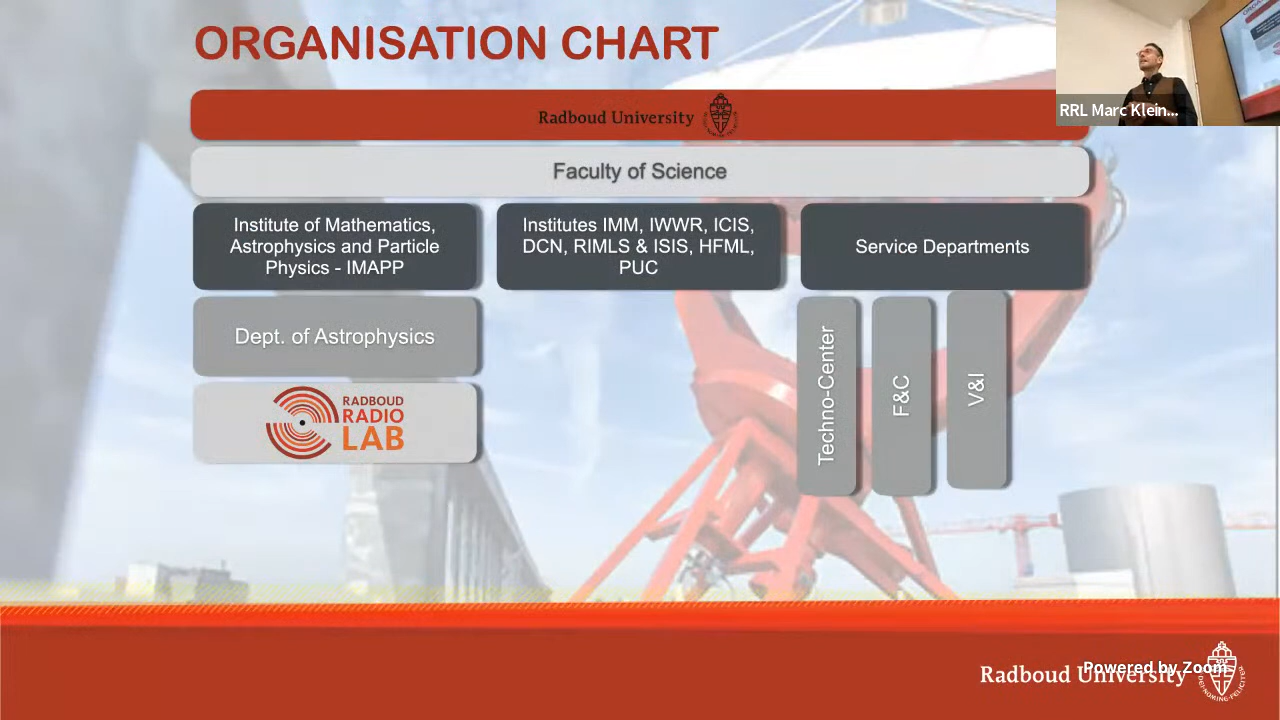 ORGANISATION CHART
RRL Marc Klein...
Radboud University
Faculty of Science
Institute of Mathematics,
Astrophysics and Particle
Physics - IMAPP
Institutes IMM, IWWR, ICIS,
DCN, RIMLS & ISIS, HFML,
PUC
Service Departments
Dept. of Astrophysics
RADBOUD
RADIO
LAB
Techno-Center
F&C
V&I
Radboud University
Powered by Zoom